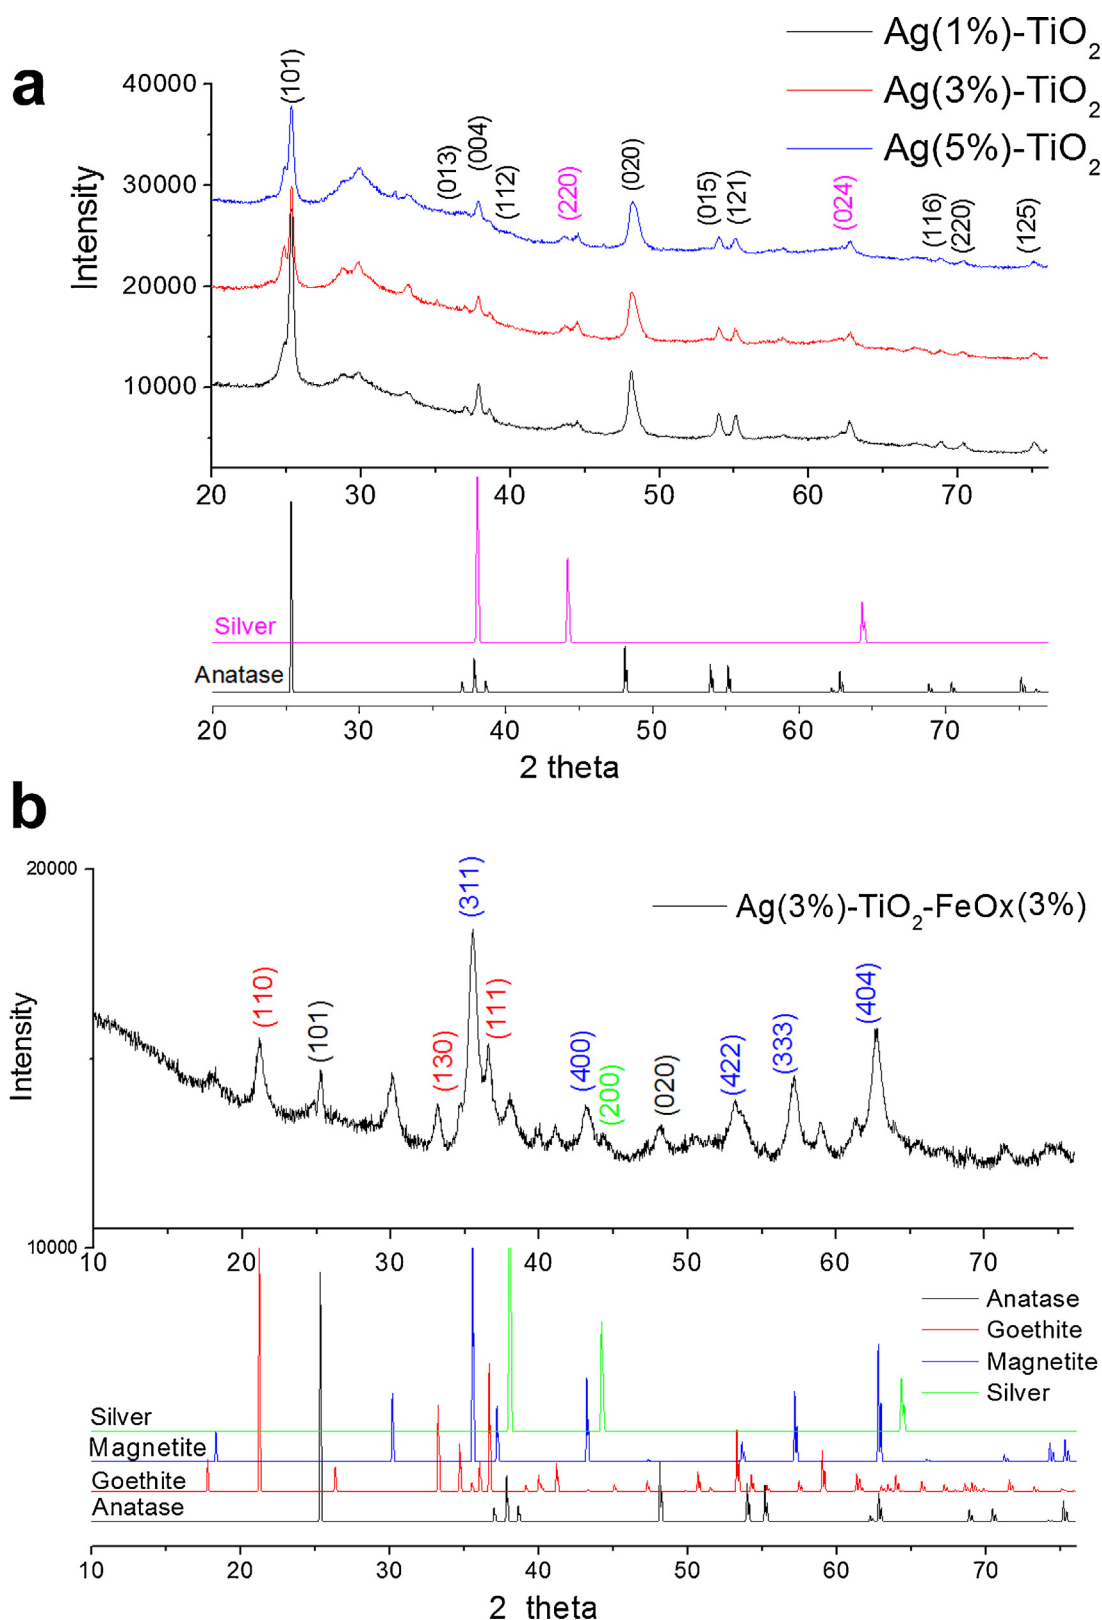 a
Ag(1%)-TiO₂
Ag(3%)-TiO₂
Ag(5%)-TiO₂
Intensity
40000
30000
20000
10000
(101)
(013)
(004)
(112)
(220)
(020)
(015)
(121)
(024)
(116)
(220)
(125)
20 30 40 50 60 70
Silver
Anatase
20 30 40 50 60 70
2 theta
b
Ag(3%)-TiO₂-FeOx(3%)
Intensity
20000
10000
(110)
(101)
(130)
(311)
(111)
(400)
(200)
(020)
(422)
(333)
(404)
10 20 30 40 50 60 70
Anatase
Goethite
Magnetite
Silver
Silver
Magnetite
Goethite
Anatase
10 20 30 40 50 60 70
2 theta